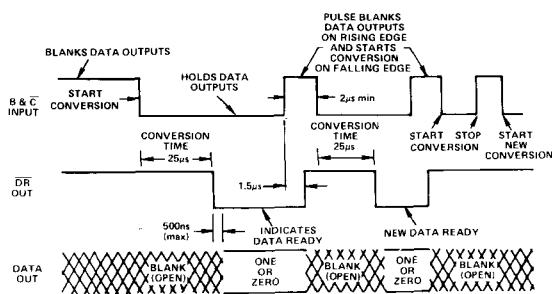 PULSE BLANKS
DATA OUTPUTS
ON RISING EDGE
AND STARTS
CONVERSION
ON FALLING EDGE
BLANKS DATA OUTPUTS
B & C̅
INPUT
START
CONVERSION
HOLDS DATA
OUTPUTS
2μs min
START
CONVERSION
STOP
START
NEW
CONVERSION
CONVERSION
TIME
25μs
CONVERSION
TIME
25μs
1.5μs
D̅R̅
OUT
500ns
(max)
INDICATES
DATA READY
NEW DATA READY
DATA
OUT
BLANK
(OPEN)
ONE
OR
ZERO
BLANK
(OPEN)
ONE
OR
ZERO
BLANK
(OPEN)